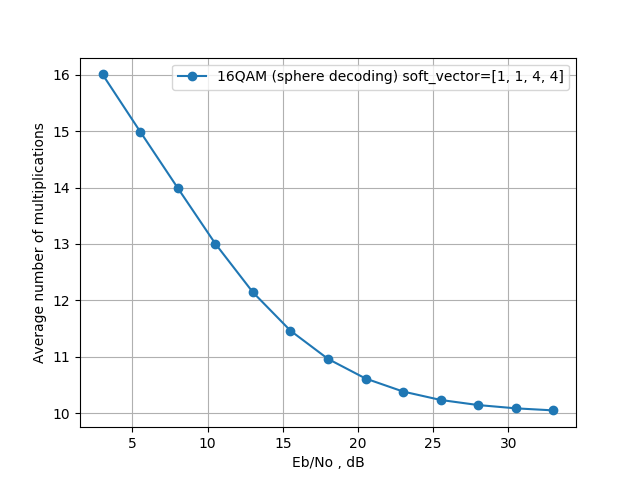 16QAM (sphere decoding) soft_vector=[1, 1, 4, 4]
16
15
14
13
12
11
10
Average number of multiplications
5 10 15 20 25 30
Eb/No , dB